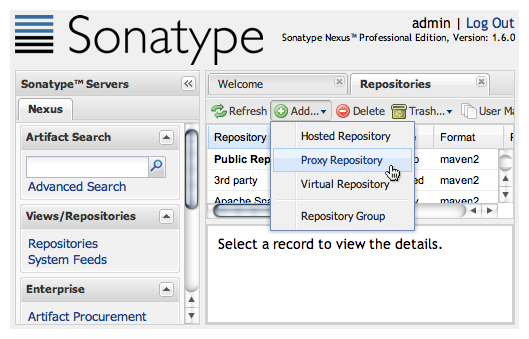 Sonatype
admin | Log Out
Sonatype Nexus™ Professional Edition, Version: 1.6.0
Sonatype™ Servers
Nexus
Artifact Search
Advanced Search
Views/Repositories
Repositories
System Feeds
Enterprise
Artifact Procurement
Welcome
Repositories
Refresh Add... Delete Trash... User
Repository Format
Public maven2
3rd party maven2
Apache maven2
Hosted Repository
Proxy Repository
Virtual Repository
Repository Group
Select a record to view the details.